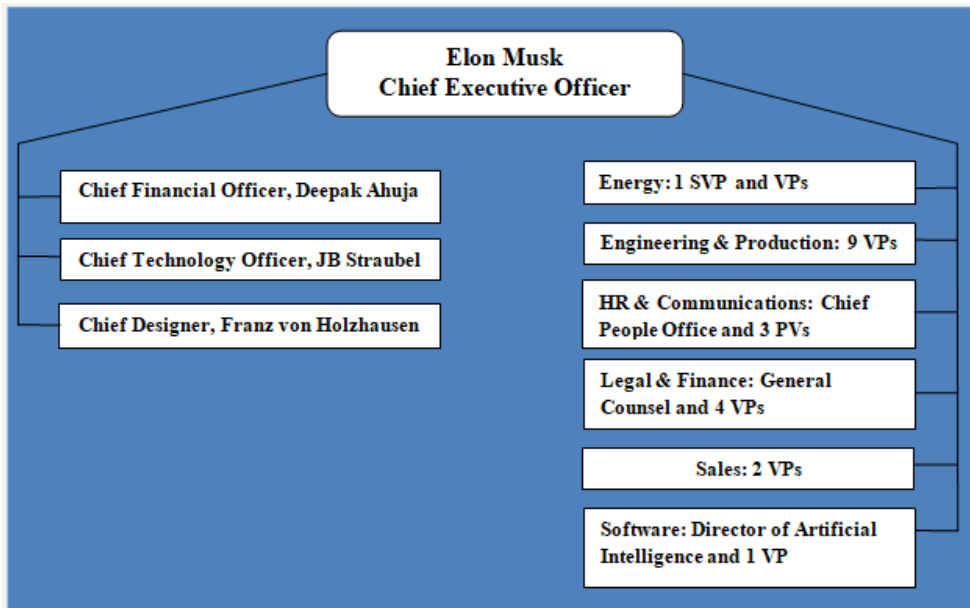 Elon Musk
Chief Executive Officer
Chief Financial Officer, Deepak Ahuja
Chief Technology Officer, JB Straubel
Chief Designer, Franz von Holzhausen
Energy: 1 SVP and VPs
Engineering & Production: 9 VPs
HR & Communications: Chief
People Office and 3 PVs
Legal & Finance: General
Counsel and 4 VPs
Sales: 2 VPs
Software: Director of Artificial
Intelligence and 1 VP